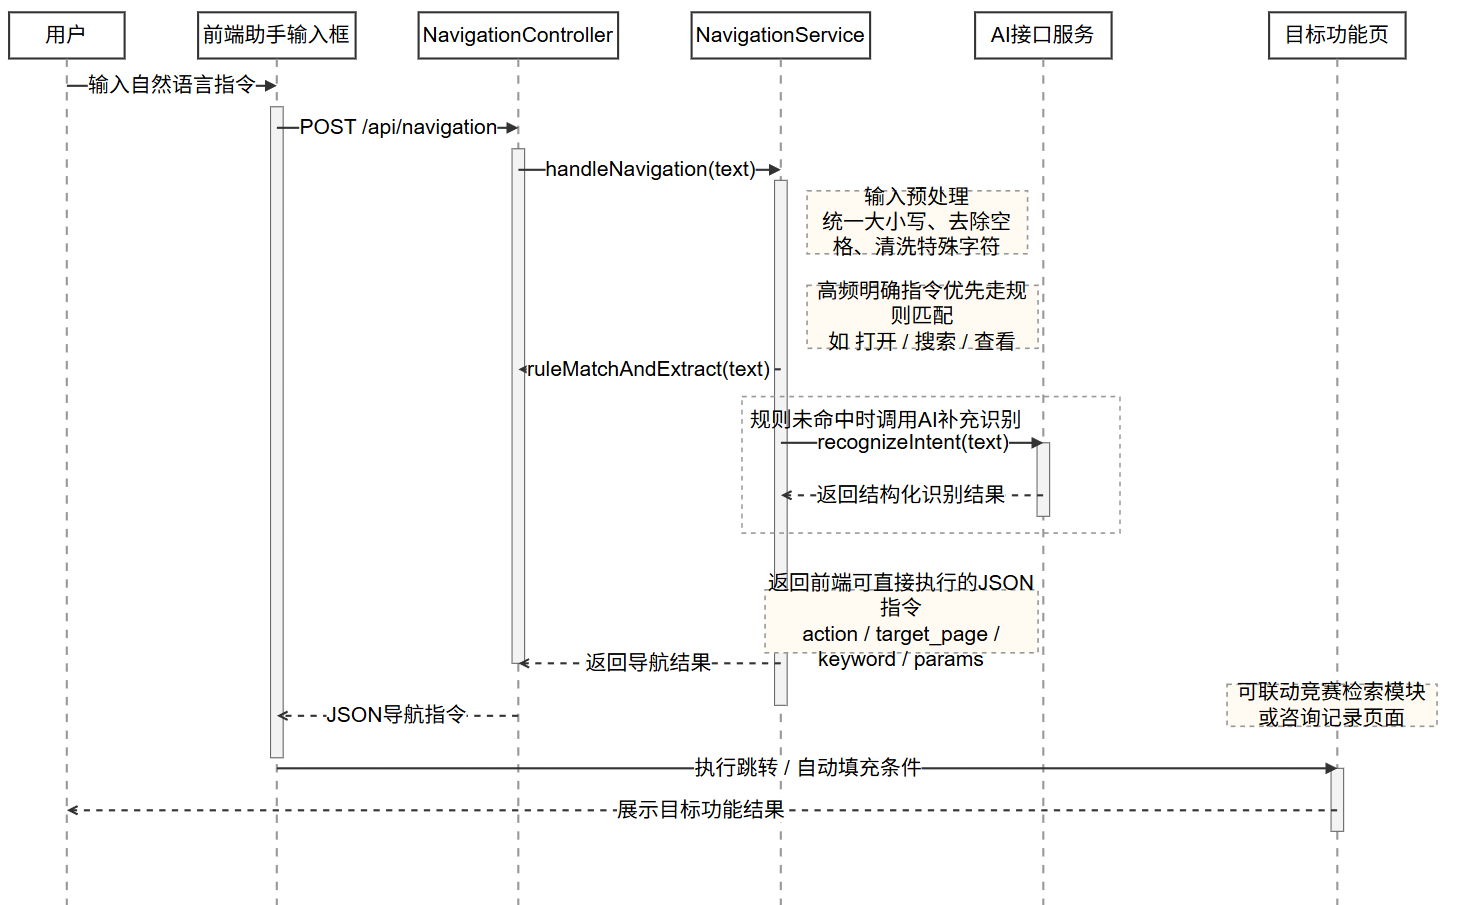 用户
前端助手输入框
NavigationController
NavigationService
AI接口服务
目标功能页
输入自然语言指令
POST /api/navigation
handleNavigation(text)
输入预处理
统一大小写、去除空
格、清洗特殊字符
高频明确指令优先走规
则匹配
如 打开 / 搜索 / 查看
ruleMatchAndExtract(text)
规则未命中时调用AI补充识别
recognizeIntent(text)
返回结构化识别结果
返回前端可直接执行的JSON
指令
action / target_page /
keyword / params
返回导航结果
可联动竞赛检索模块
或咨询记录页面
JSON导航指令
执行跳转 / 自动填充条件
展示目标功能结果